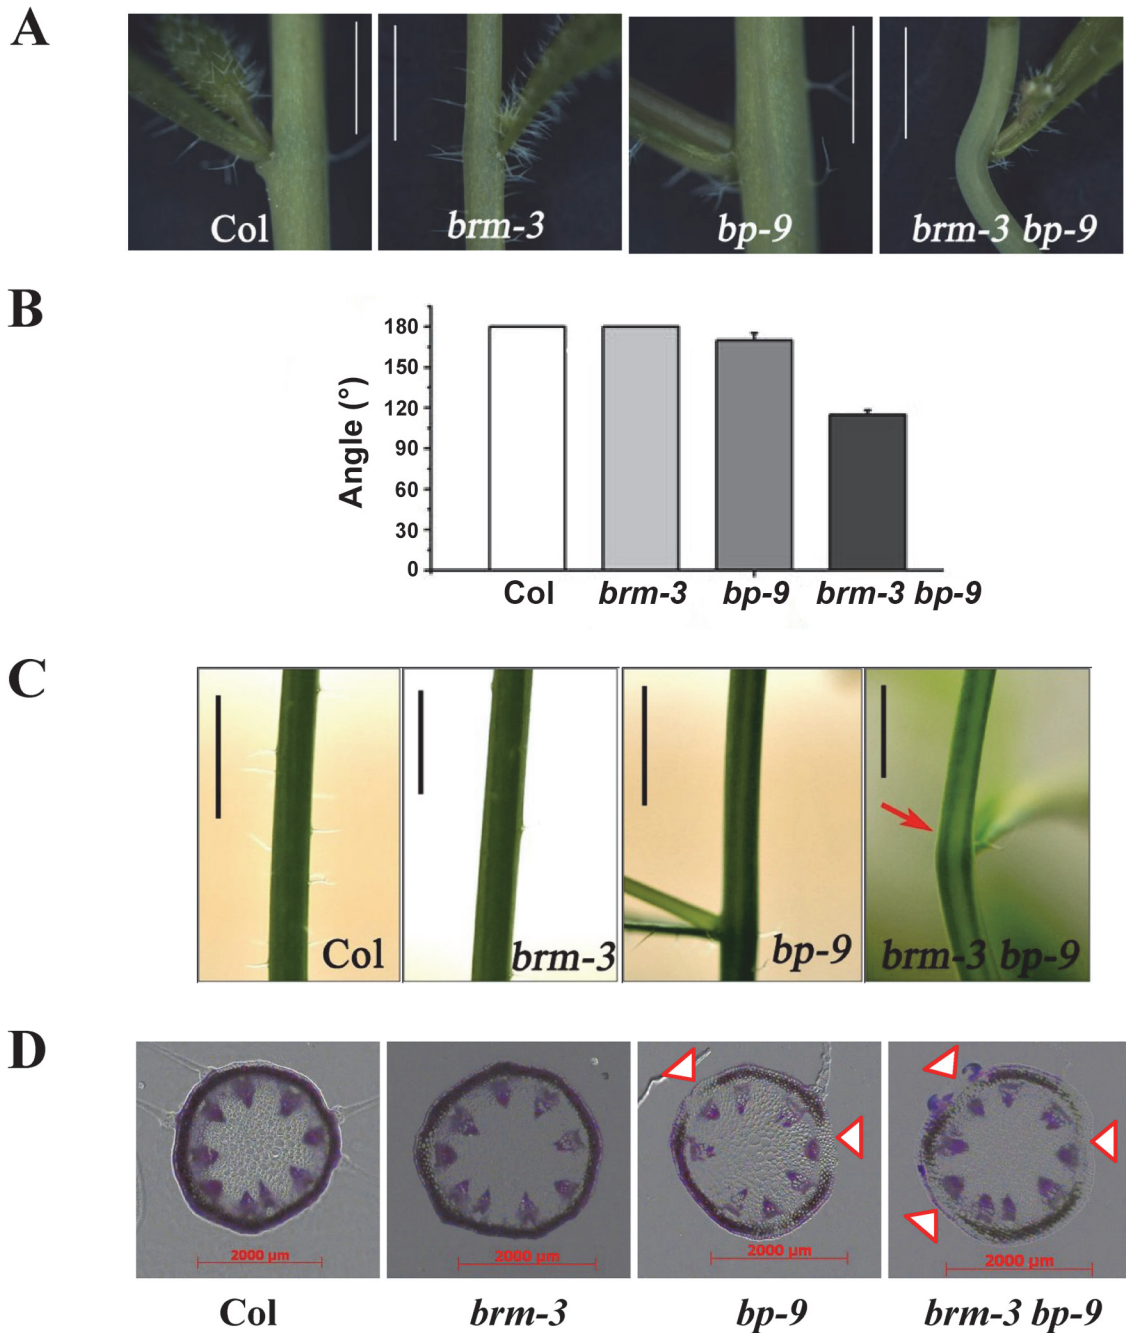 A
Col
brm-3
bp-9
brm-3 bp-9
B
Angle (°)
180
150
120
90
60
30
0
Col
brm-3
bp-9
brm-3 bp-9
C
Col
brm-3
bp-9
brm-3 bp-9
D
2000 µm
2000 µm
2000 µm
2000 µm
Col
brm-3
bp-9
brm-3 bp-9